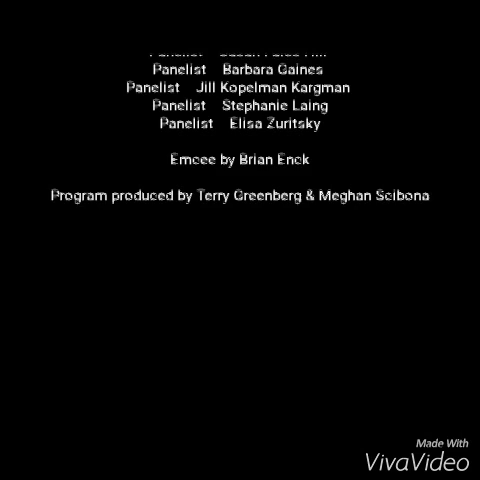 Panelist Barbara Gaines
Panelist Jill Kopelman Kargman
Panelist Stephanie Laing
Panelist Elisa Zuritsky
Emcee by Brian Enck
Program produced by Terry Greenberg & Meghan Scibona
Made With
VivaVideo